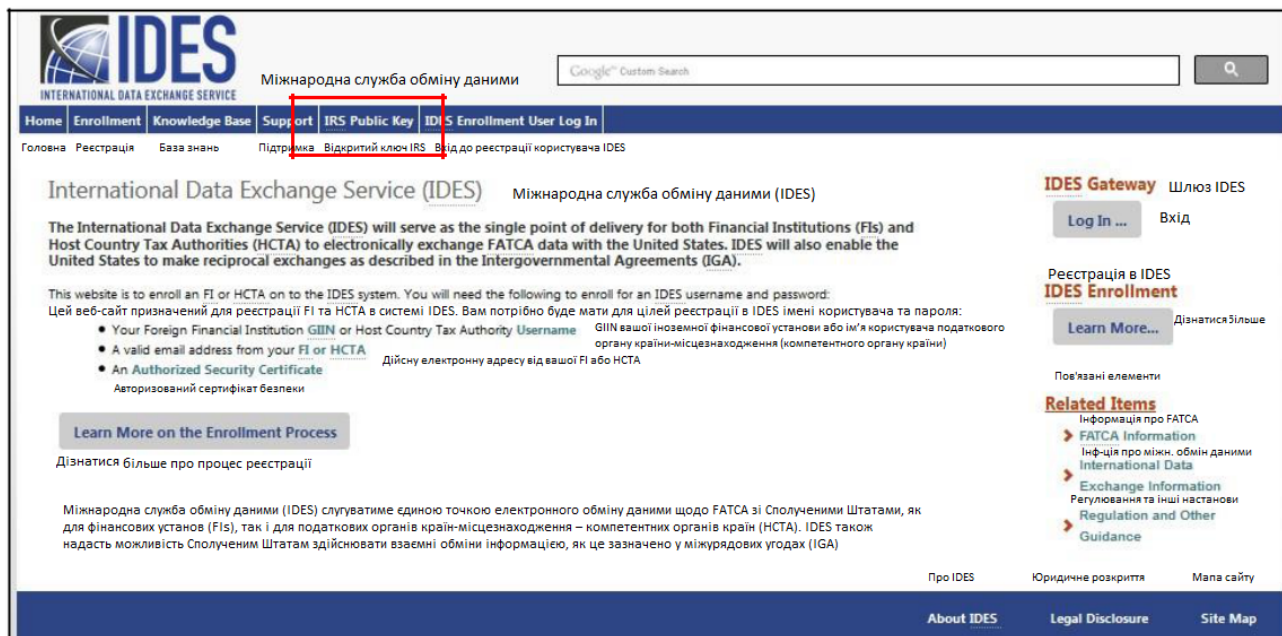 IDES
INTERNATIONAL DATA EXCHANGE SERVICE
Міжнародна служба обміну даними
Google™ Custom Search
Home Enrollment Knowledge Base Support IRS Public Key IDES Enrollment User Log In
Головна Реєстрація База знань Підтримка Відкритий ключ IRS Вхід до реєстрації користувача IDES
International Data Exchange Service (IDES) Міжнародна служба обміну даними (IDES)
The International Data Exchange Service (IDES) will serve as the single point of delivery for both Financial Institutions (FIs) and
Host Country Tax Authorities (HCTA) to electronically exchange FATCA data with the United States. IDES will also enable the
United States to make reciprocal exchanges as described in the Intergovernmental Agreements (IGA).
This website is to enroll an FI or HCTA on to the IDES system. You will need the following to enroll for an IDES username and password:
Цей веб-сайт призначений для реєстрації FI та HCTA в системі IDES. Вам потрібно буде мати для цілей реєстрації в IDES імені користувача та пароля:
• Your Foreign Financial Institution GIIN or Host Country Tax Authority Username
GIIN вашої іноземної фінансової установи або ім'я користувача податкового
органу країни-місцезнаходження (компетентного органу країни)
• A valid email address from your FI or HCTA
Дійсну електронну адресу від вашої FI або HCTA
• An Authorized Security Certificate
Авторизований сертифікат безпеки
Learn More on the Enrollment Process
Дізнатися більше про процес реєстрації
Міжнародна служба обміну даними (IDES) слугуватиме єдиною точкою електронного обміну даними щодо FATCA зі Сполученими Штатами, як
для фінансових установ (FIs), так і для податкових органів країн-місцезнаходження – компетентних органів країн (HCTA). IDES також
надасть можливість Сполученим Штатам здійснювати взаємні обміни інформацією, як це зазначено у міжурядових угодах (IGA)
IDES Gateway Шлюз IDES
Log In ... Вхід
Реєстрація в IDES
IDES Enrollment
Learn More... Дізнатися більше
Пов'язані елементи
Related Items
Інформація про FATCA
FATCA Information
Інф-ція про міжн. обмін даними
International Data
Exchange Information
Регулювання та інші настанови
Regulation and Other
Guidance
Про IDES Юридичне розкриття Мапа сайту
About IDES Legal Disclosure Site Map